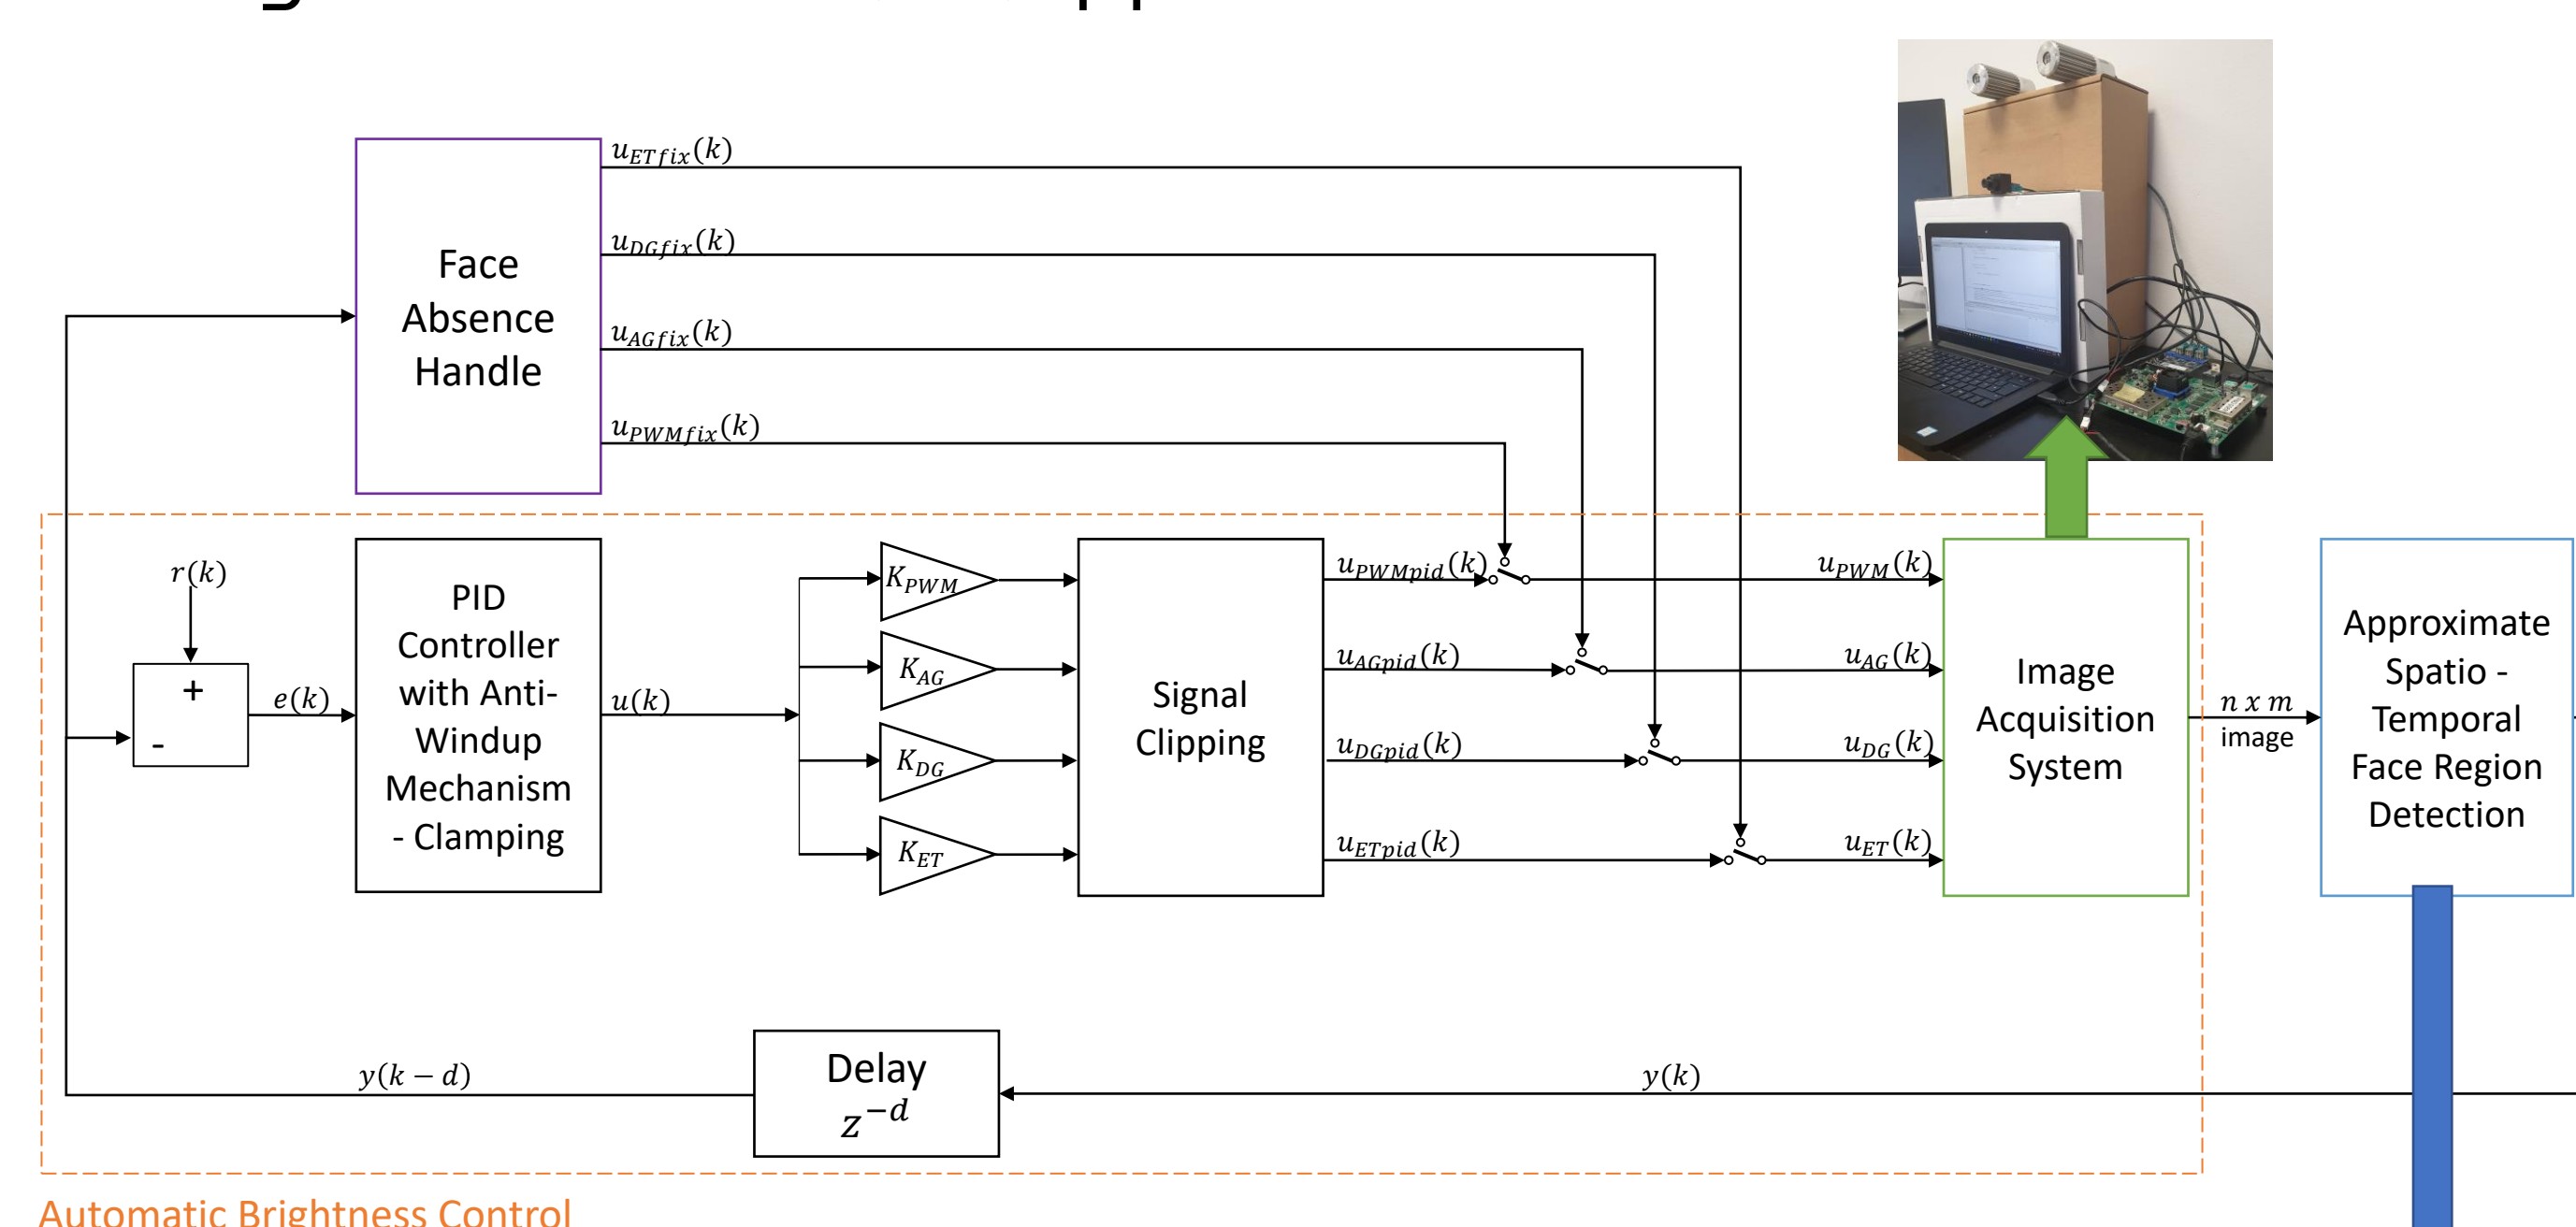 u_ETfix(k)
u_DGfix(k)
u_AGfix(k)
u_PWMfix(k)
Face
Absence
Handle
r(k)
+
-
e(k)
PID
Controller
with Anti-
Windup
Mechanism
- Clamping
u(k)
K_PWM
K_AG
K_DG
K_ET
Signal
Clipping
u_PWMpid(k)
u_AGpid(k)
u_DGpid(k)
u_ETpid(k)
u_PWM(k)
u_AG(k)
u_DG(k)
u_ET(k)
Image
Acquisition
System
n x m
image
Approximate
Spatio -
Temporal
Face Region
Detection
y(k − d)
Delay
z^−d
y(k)
Automatic Brightness Control